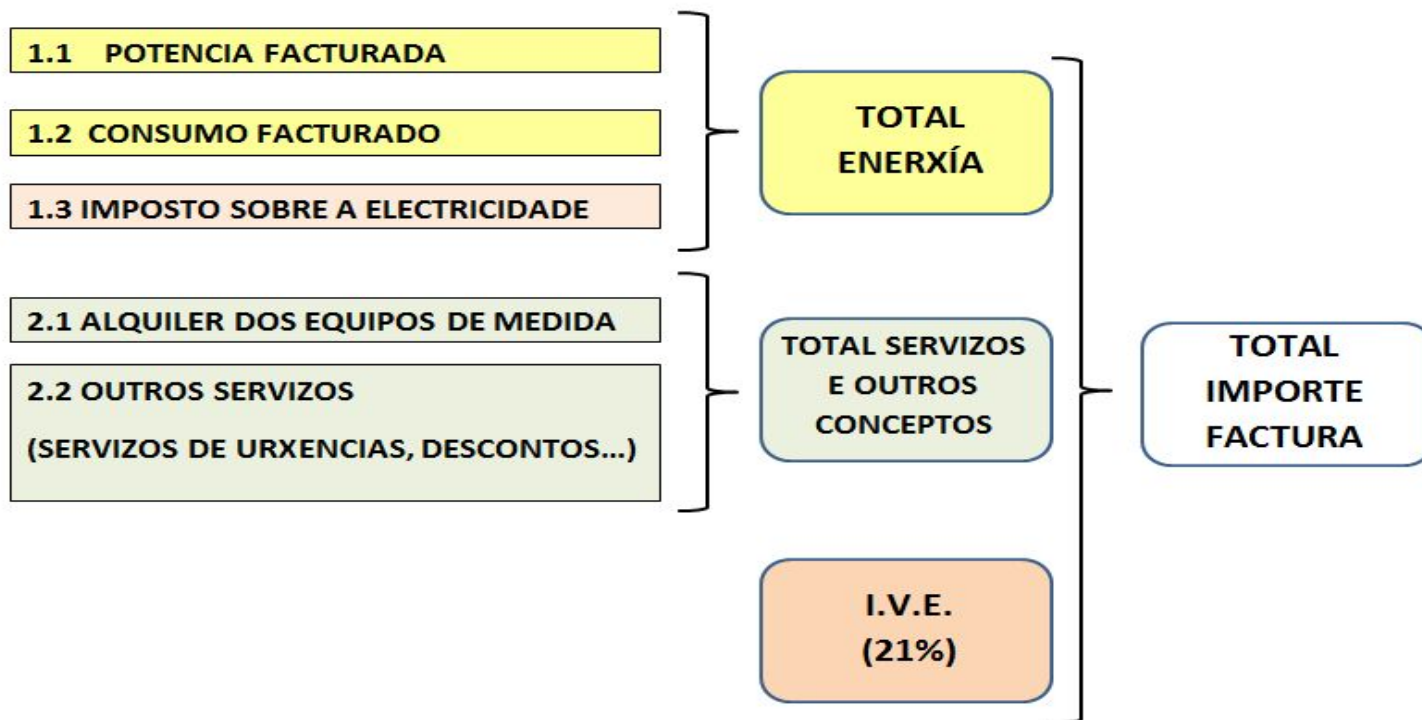 1.1 POTENCIA FACTURADA
1.2 CONSUMO FACTURADO
1.3 IMPOSTO SOBRE A ELECTRICIDADE
TOTAL
ENERXÍA
2.1 ALQUILER DOS EQUIPOS DE MEDIDA
2.2 OUTROS SERVIZOS
(SERVIZOS DE URXENCIAS, DESCONTOS...)
TOTAL SERVIZOS
E OUTROS
CONCEPTOS
I.V.E.
(21%)
TOTAL
IMPORTE
FACTURA